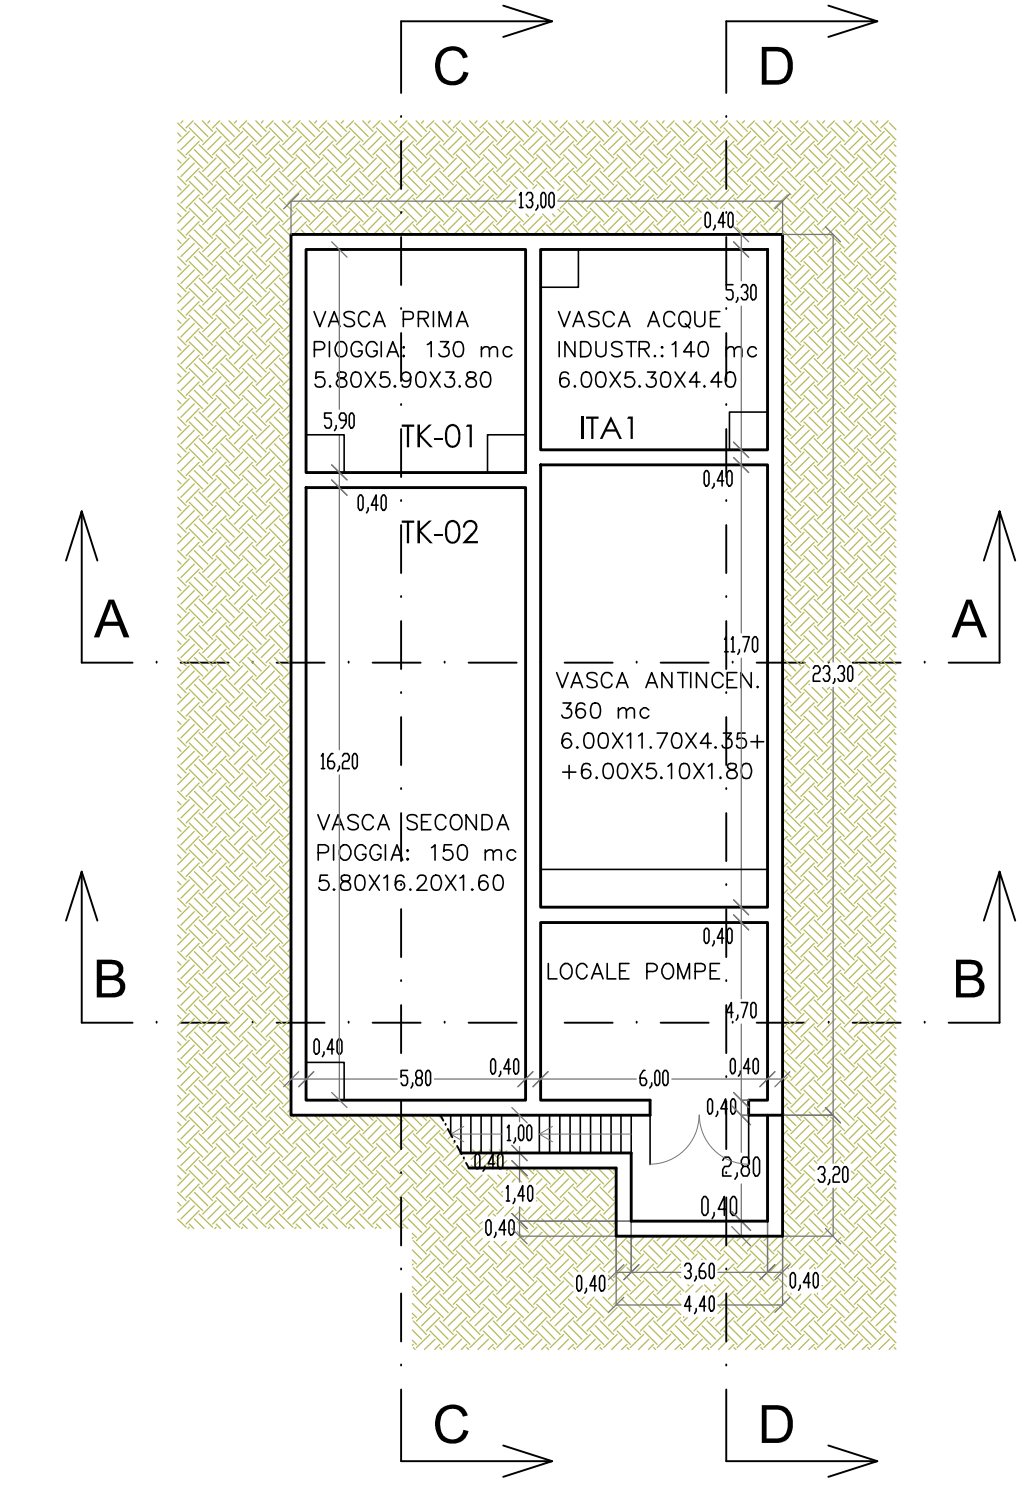 C
D
13,00
0,40
5,30
VASCA PRIMA
PIOGGIA: 130 mc
5.80X5.90X3.80
VASCA ACQUE
INDUSTR.:140 mc
6.00X5.30X4.40
5,90
TK-01
ITA1
0,40
0,40
TK-02
A
A
11,70
23,30
VASCA ANTINCEN.
360 mc
6.00X11.70X4.35+
+6.00X5.10X1.80
16,20
VASCA SECONDA
PIOGGIA: 150 mc
5.80X16.20X1.60
0,40
B
LOCALE POMPE
B
4,70
0,40
0,40
0,40
5,80
6,00
0,40
1,00
0,40
2,80
3,20
1,40
0,40
0,40
3,60
0,40
0,40
4,40
C
D